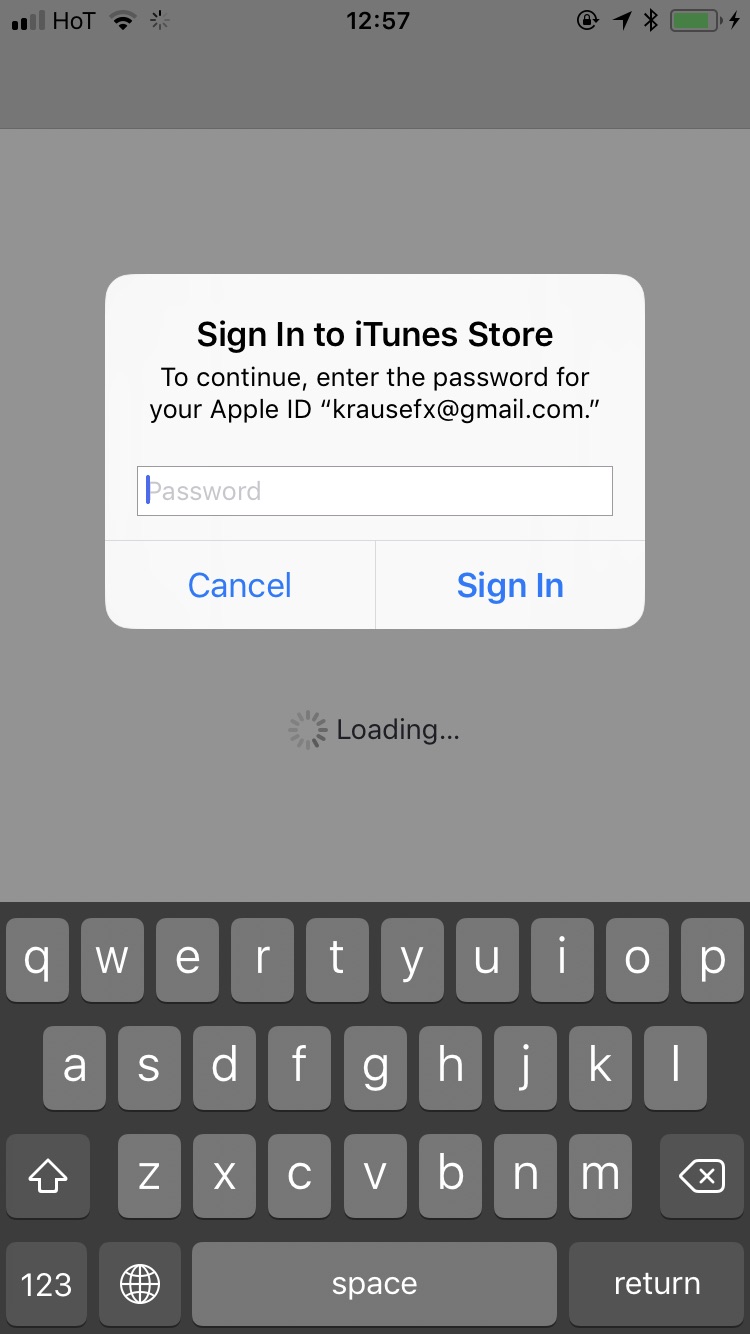 HoT 12:57
Sign In to iTunes Store
To continue, enter the password for
your Apple ID “krausefx@gmail.com.”
Password
Cancel Sign In
Loading...
q w e r t y u i o p
a s d f g h j k l
z x c v b n m
123 space return